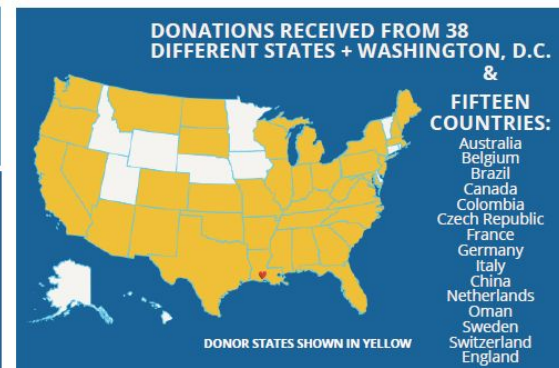 DONATIONS RECEIVED FROM 38
DIFFERENT STATES + WASHINGTON, D.C.
&
FIFTEEN
COUNTRIES:
Australia
Belgium
Brazil
Canada
Colombia
Czech Republic
France
Germany
Italy
China
Netherlands
Oman
Sweden
Switzerland
England
DONOR STATES SHOWN IN YELLOW